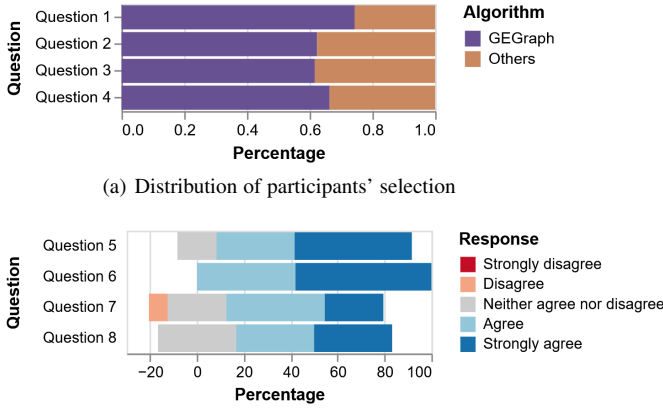 Algorithm
GEGraph
Others
Question
Question 1
Question 2
Question 3
Question 4
0.0 0.2 0.4 0.6 0.8 1.0
Percentage
(a) Distribution of participants' selection
Response
Strongly disagree
Disagree
Neither agree nor disagree
Agree
Strongly agree
Question
Question 5
Question 6
Question 7
Question 8
−20 0 20 40 60 80 100
Percentage